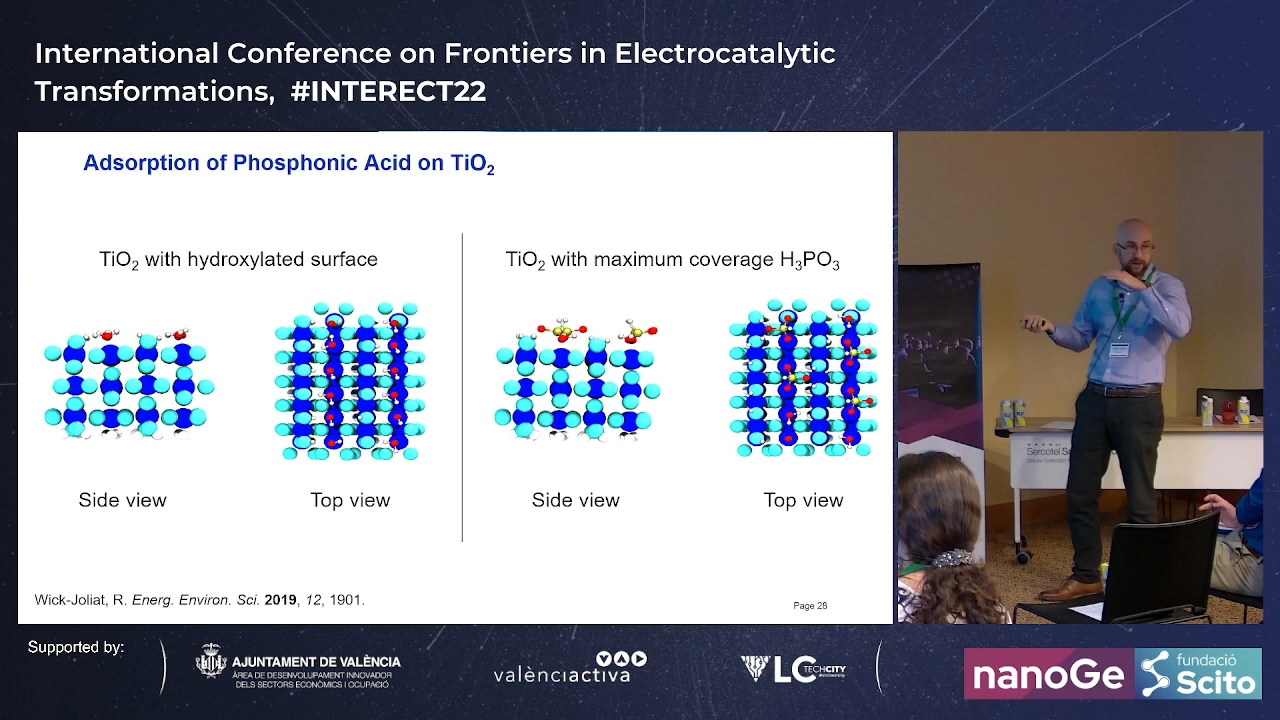 International Conference on Frontiers in Electrocatalytic
Transformations, #INTERECT22
Adsorption of Phosphonic Acid on TiO2
TiO2 with hydroxylated surface
TiO2 with maximum coverage H3PO3
Side view
Top view
Side view
Top view
Wick-Joliat, R. Energ. Environ. Sci. 2019, 12, 1901.
Page 28
Sercotel
Supported by:
AJUNTAMENT DE VALÈNCIA
ÀREA DE DESENVOLUPAMENT INNOVADOR
DELS SECTORS ECONÒMICS I OCUPACIÓ
valènciactiva
LC TECHCITY
nanoGe
fundació
Scito